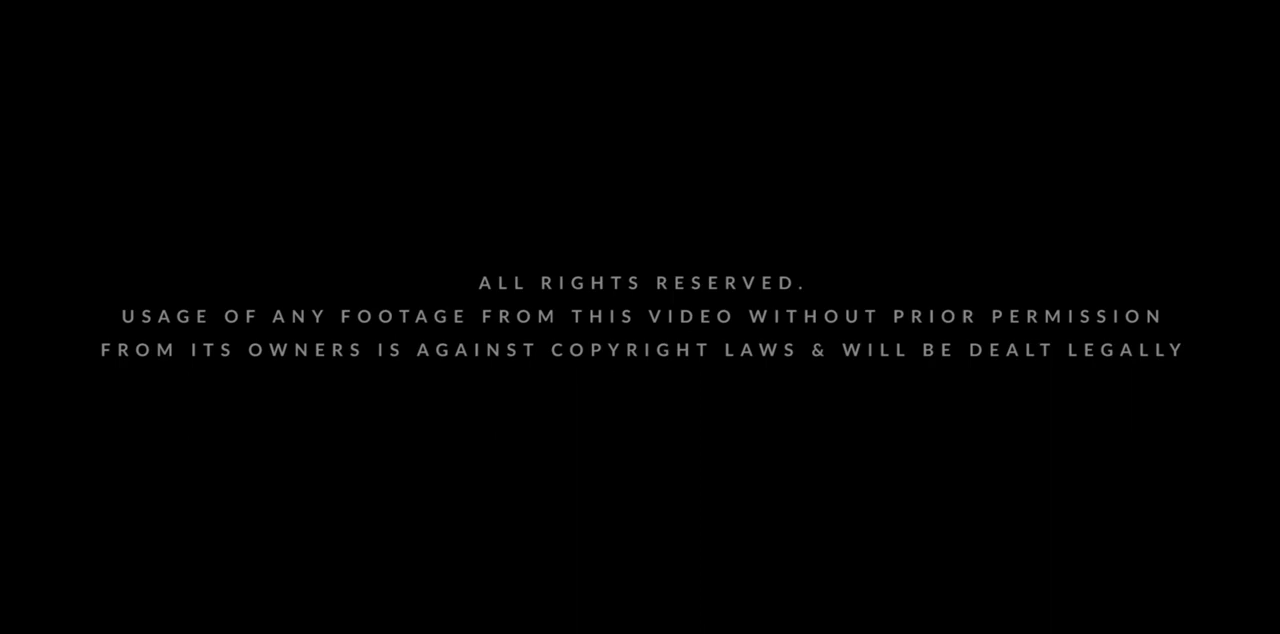 ALL RIGHTS RESERVED.
USAGE OF ANY FOOTAGE FROM THIS VIDEO WITHOUT PRIOR PERMISSION
FROM ITS OWNERS IS AGAINST COPYRIGHT LAWS & WILL BE DEALT LEGALLY